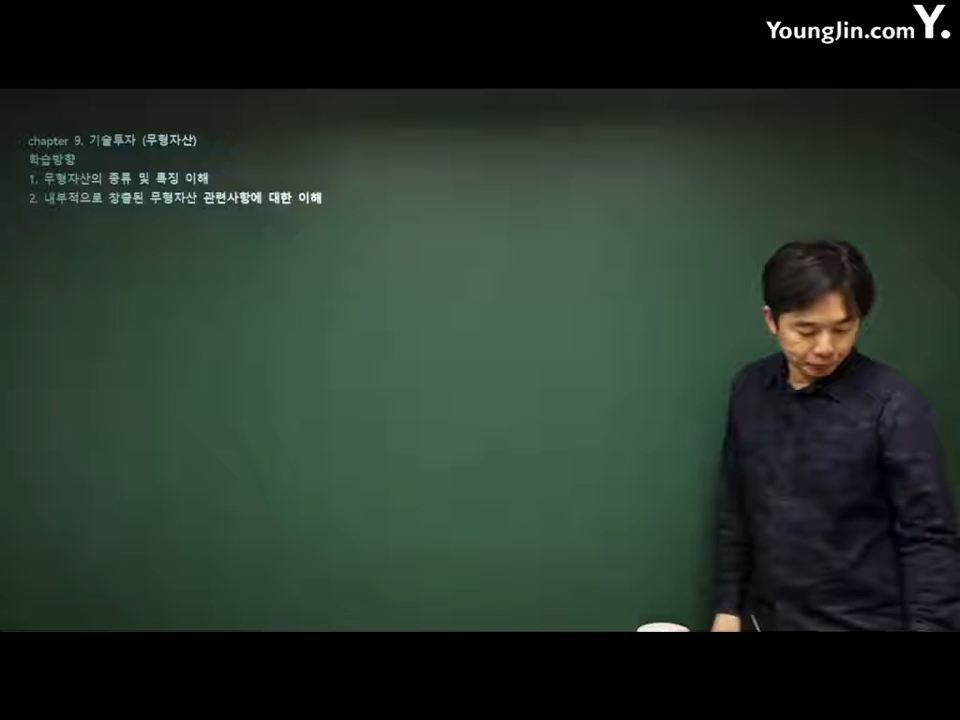 YoungJin.com Y.
chapter 9. 기술투자 (무형자산)
학습방향
1. 무형자산의 종류 및 특징 이해
2. 내부적으로 창출된 무형자산 관련사항에 대한 이해